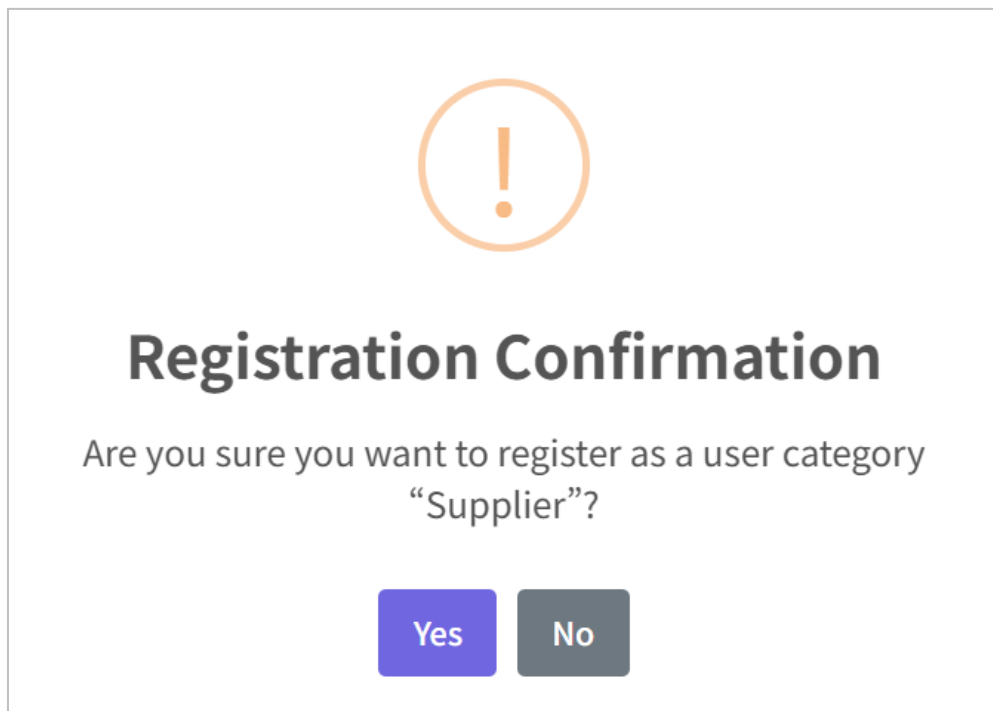 !
Registration Confirmation
Are you sure you want to register as a user category
“Supplier”?
Yes No